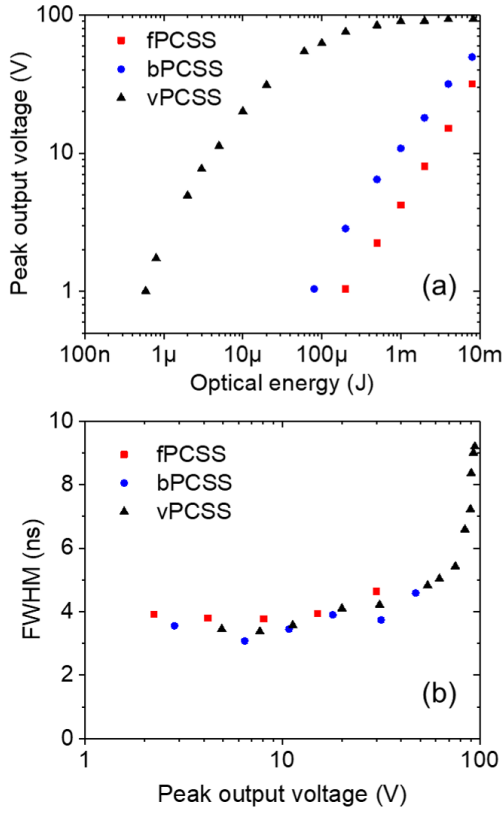 100
10
1
Peak output voltage (V)
fPCSS
bPCSS
vPCSS
(a)
100n 1µ 10µ 100µ 1m 10m
Optical energy (J)
10
8
6
4
2
0
FWHM (ns)
fPCSS
bPCSS
vPCSS
(b)
1 10 100
Peak output voltage (V)